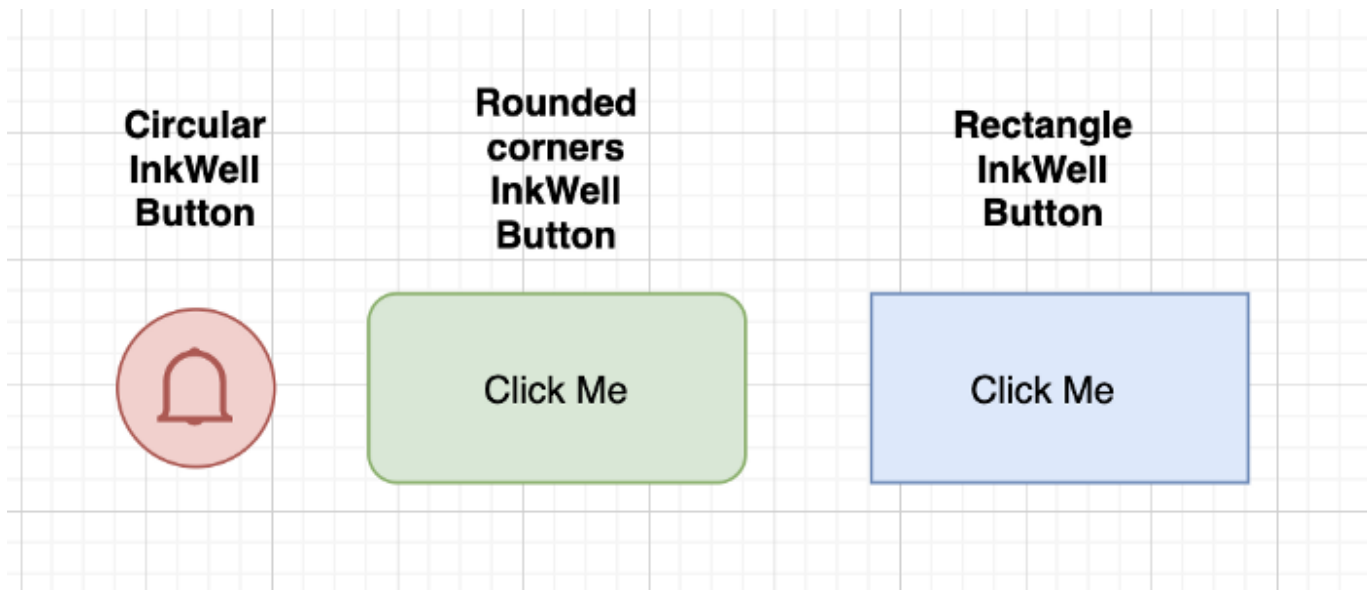 Circular
InkWell
Button
Rounded
corners
InkWell
Button
Rectangle
InkWell
Button
Click Me
Click Me